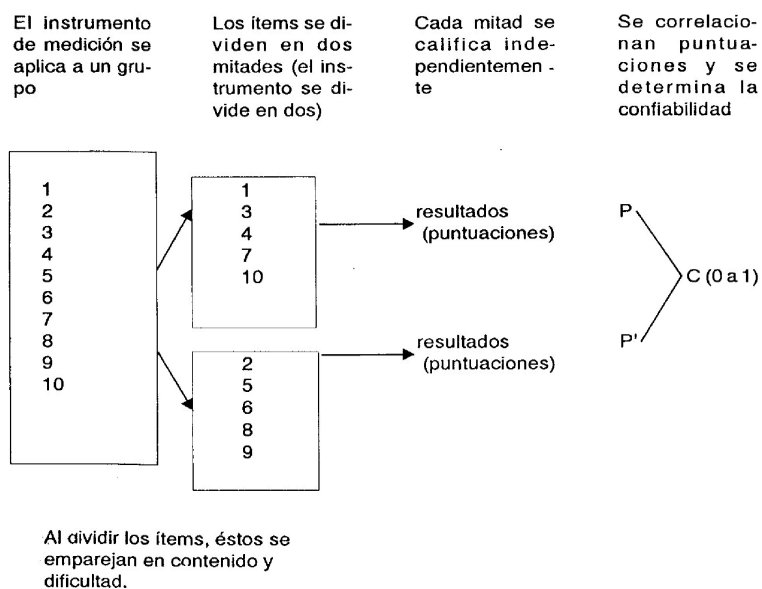 El instrumento
de medición se
aplica a un gru-
po
Los ítems se di-
viden en dos
mitades (el ins-
trumento se di-
vide en dos)
Cada mitad se
califica inde-
pendientemen -
te
Se correlacio-
nan puntua-
ciones y se
determina la
confiabilidad
1
2
3
4
5
6
7
8
9
10
1
3
4
7
10
resultados
(puntuaciones)
2
5
6
8
9
resultados
(puntuaciones)
P
C (0 a 1)
P'
Al dividir los ítems, éstos se
emparejan en contenido y
dificultad.